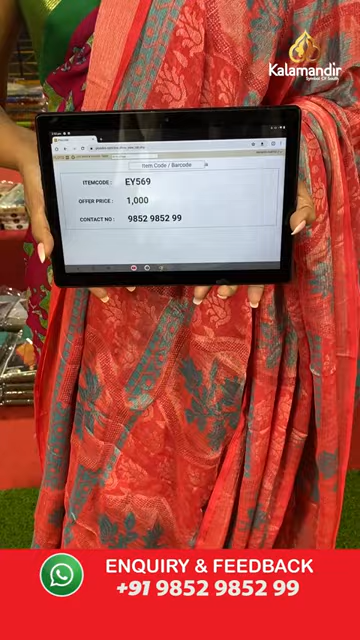 Kalamandir
Symbol Of South
Item Code / Barcode
ITEMCODE : EY569
OFFER PRICE : 1,000
CONTACT NO : 9852 9852 99
ENQUIRY & FEEDBACK
+91 9852 9852 99